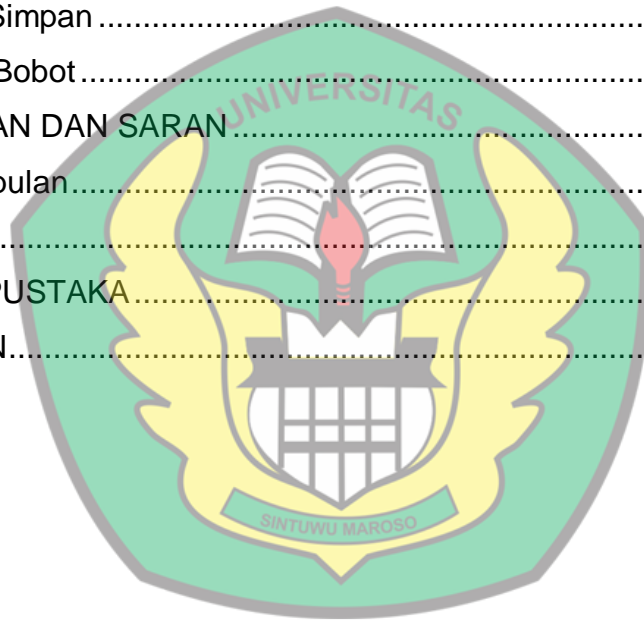 Simpan ................................................................
Bobot ................................................................
UNIVERSITAS
AN DAN SARAN ................................................
pulan ................................................................
................................................................
PUSTAKA ........................................................
N ................................................................
SINTUWU MAROSO